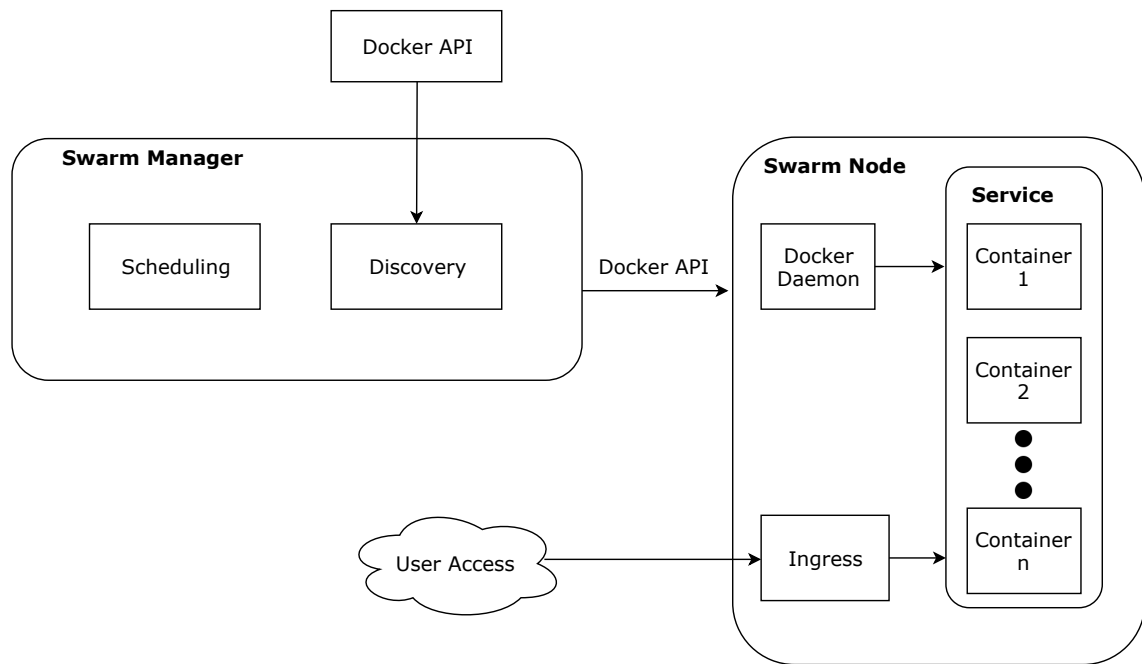 Docker API
Swarm Manager
Scheduling
Discovery
Docker API
Swarm Node
Service
Docker
Daemon
Container
1
Container
2
User Access
Ingress
Container
n